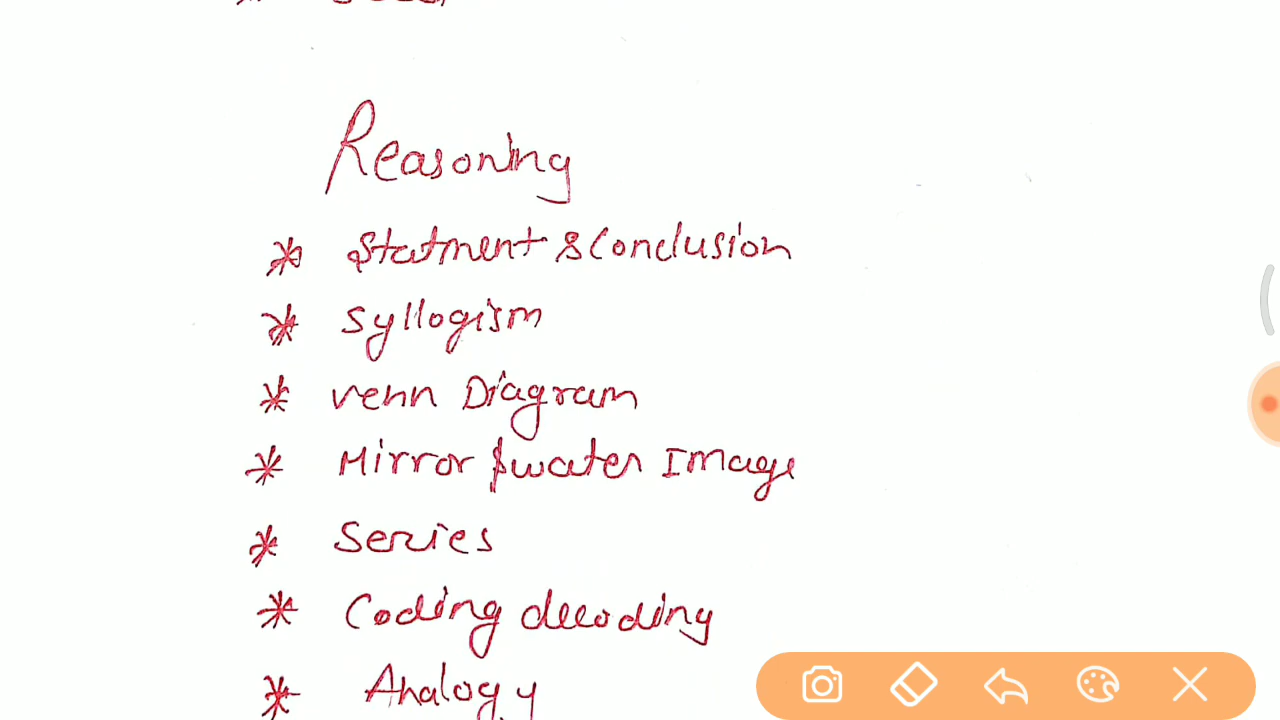 Reasoning
* Statment & Conclusion
* Syllogism
* venn Diagram
* Mirror & water Image
* Series
* Coding decoding
* Analogy